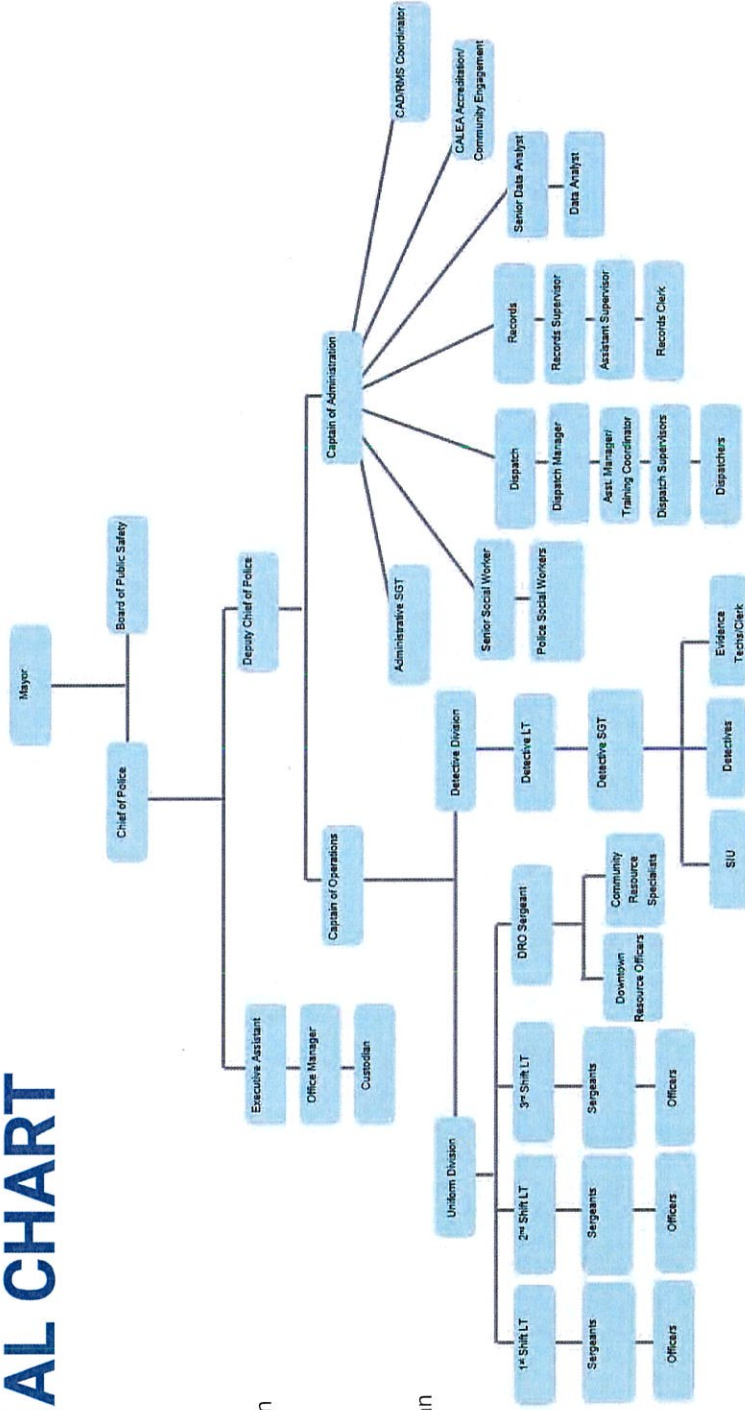 AL CHART
Mayor
Chief of Police
Board of Public Safety
Executive Assistant
Office Manager
Custodian
Deputy Chief of Police
Captain of Operations
Captain of Administration
Uniform Division
Detective Division
1st Shift LT
Sergeants
Officers
2nd Shift LT
Sergeants
Officers
3rd Shift LT
Sergeants
Officers
DRO Sergeant
Downtown
Resource Officers
Community
Resource
Specialists
Detective LT
Detective SGT
SIU
Detectives
Evidence
Techs/Clerk
Administrative SGT
Senior Social Worker
Police Social Workers
Dispatch
Dispatch Manager
Asst. Manager/
Training Coordinator
Dispatch Supervisors
Dispatchers
Records
Records Supervisor
Assistant Supervisor
Records Clerk
Senior Data Analyst
Data Analyst
CALEA Accreditation/
Community Engagement
CAD/RMS Coordinator
n
an